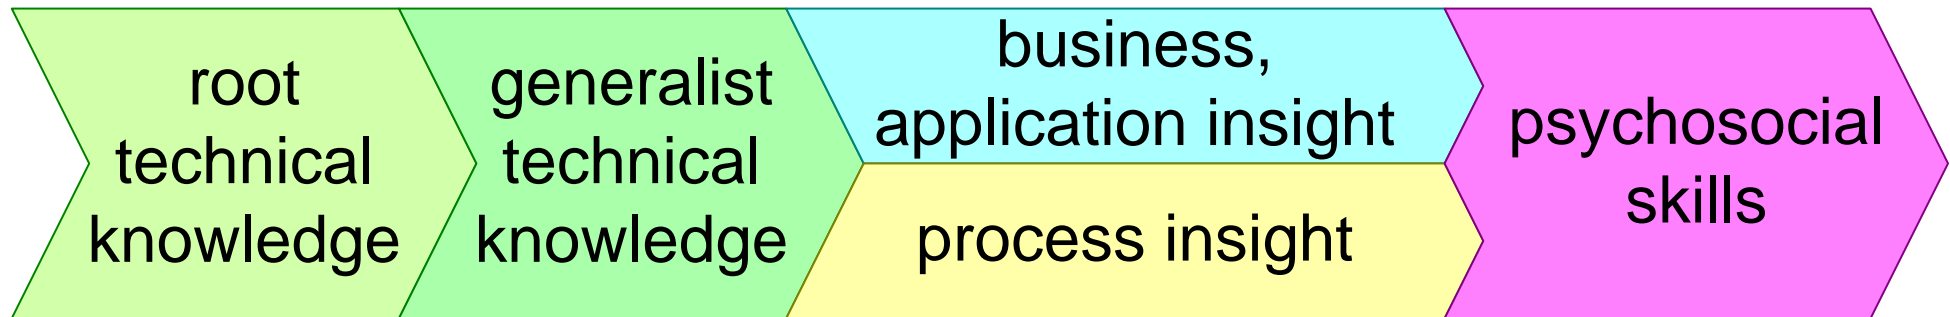 root
technical
knowledge
generalist
technical
knowledge
business,
application insight
process insight
psychosocial
skills